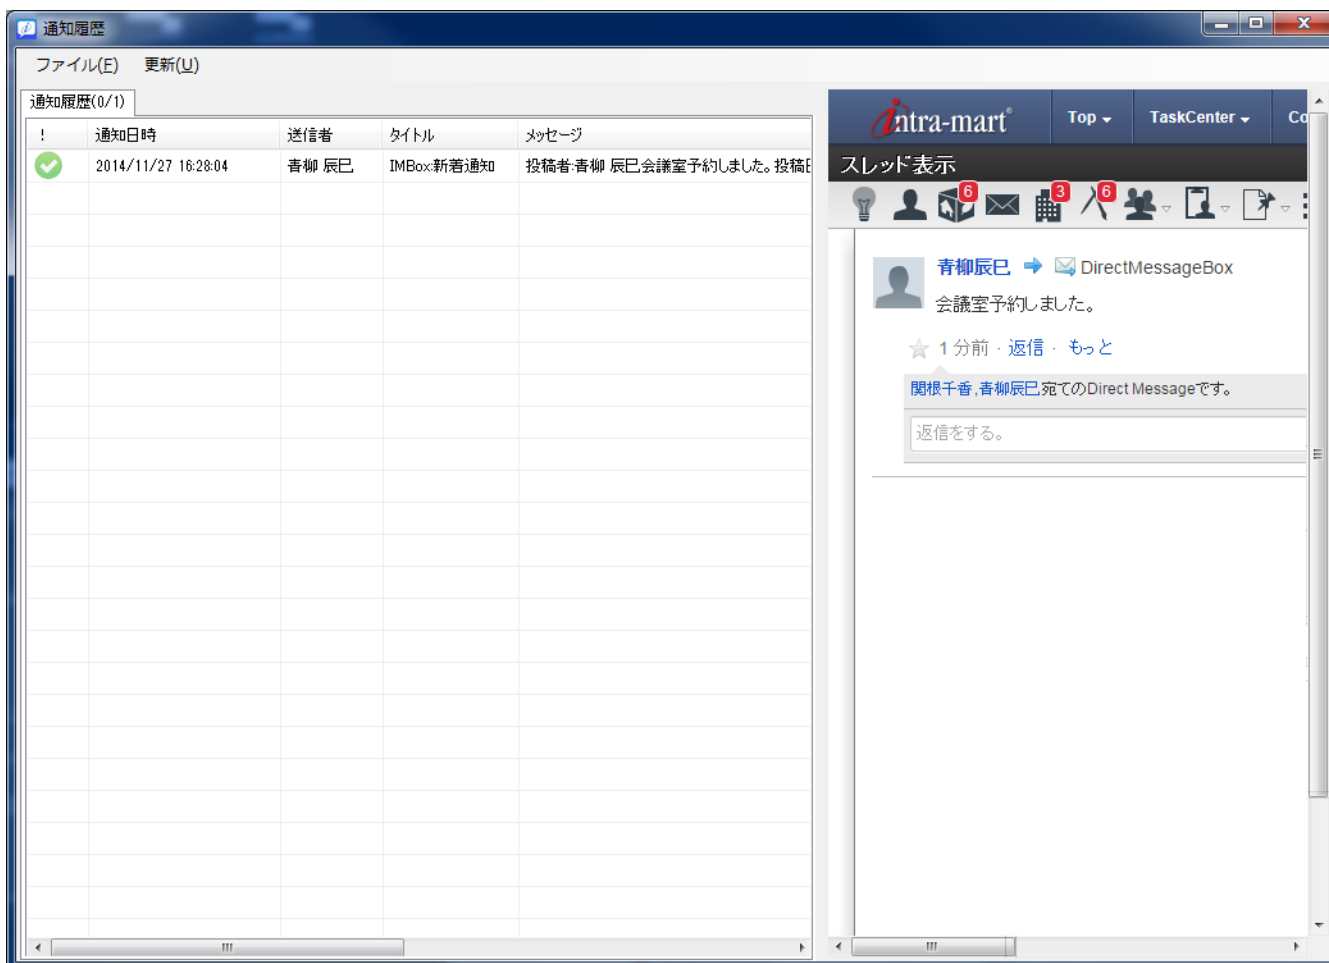 通知履歴
ファイル(F) 更新(U)
通知履歴(0/1)
! 通知日時 送信者 タイトル メッセージ
2014/11/27 16:28:04 青柳 辰巳 IMBox:新着通知 投稿者:青柳 辰巳会議室予約しました。投稿日
intra-mart® Top TaskCenter Co
スレッド表示
6 3 6
青柳辰巳 DirectMessageBox
会議室予約しました。
1 分前 · 返信 · もっと
関根千香,青柳辰巳宛てのDirect Messageです。
返信をする。